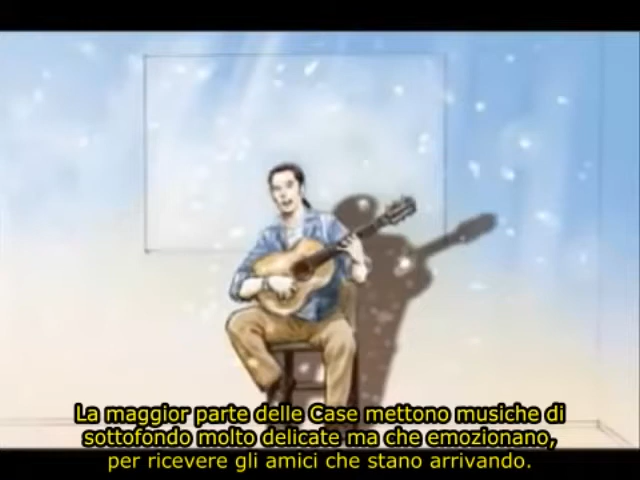 La maggior parte delle Case mettono musiche di
sottofondo molto delicate ma che emozionano,
per ricevere gli amici che stano arrivando.